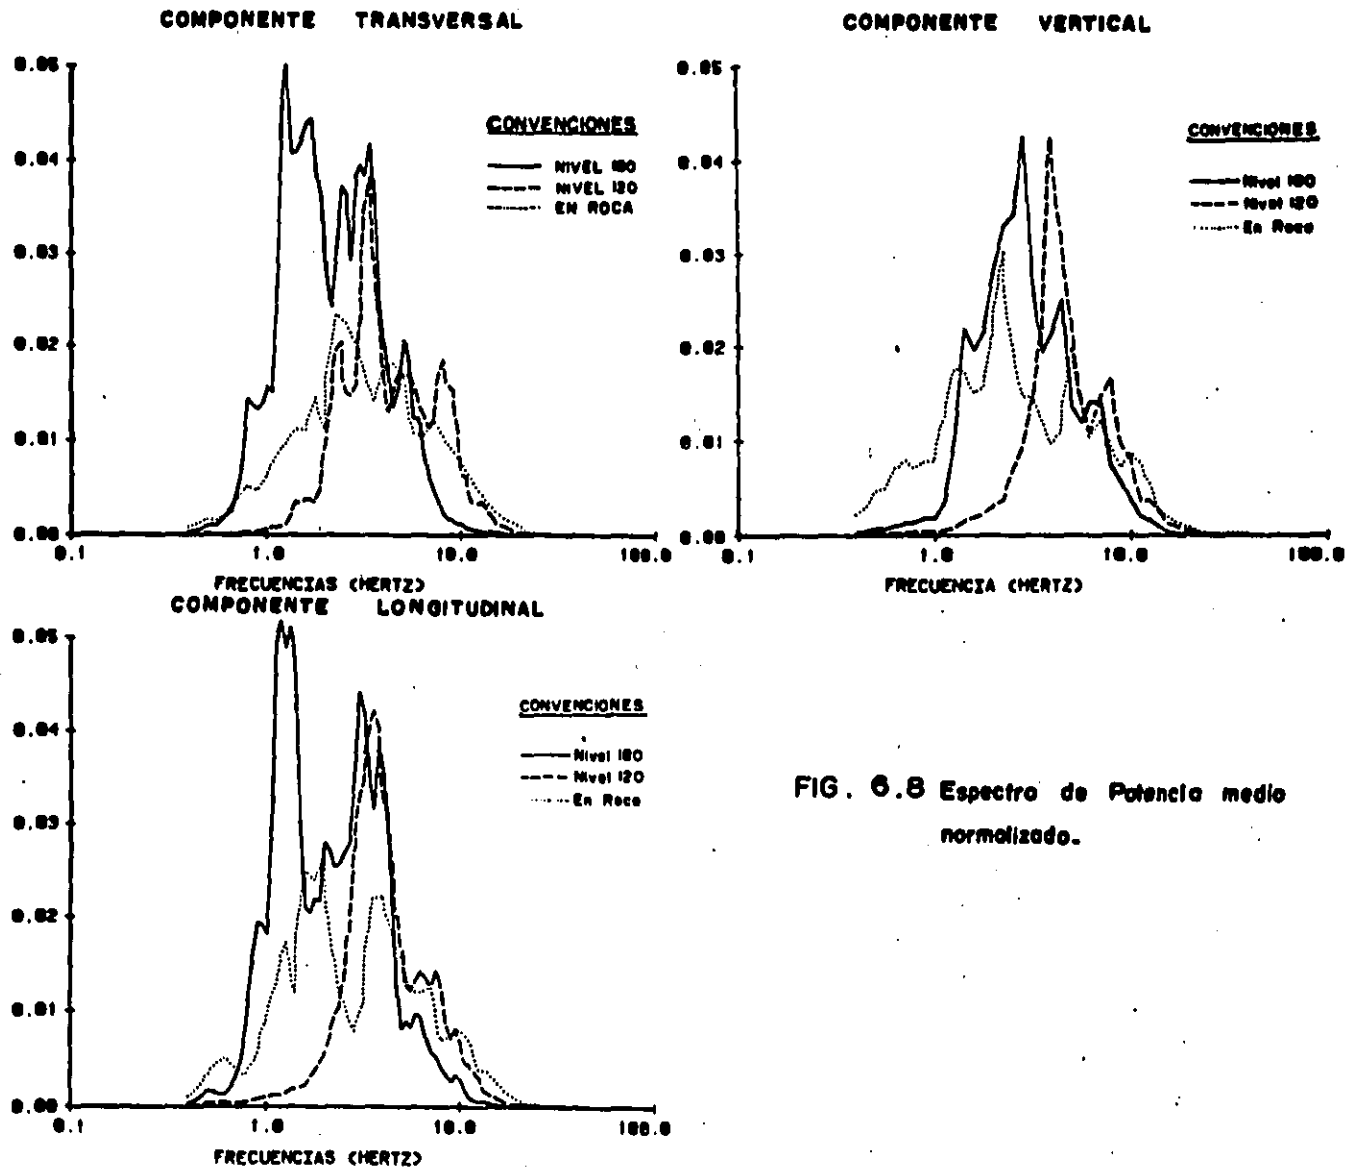 COMPONENTE TRANSVERSAL
0.05
0.04
0.03
0.02
0.01
0.00
0.1
1.0
10.0
100.0
FRECUENCIAS (HERTZ)
CONVENCIONES
NIVEL 180
NIVEL 120
EN ROCA
COMPONENTE VERTICAL
0.05
0.04
0.03
0.02
0.01
0.00
0.1
1.0
10.0
100.0
FRECUENCIA (HERTZ)
CONVENCIONES
Nivel 180
Nivel 120
En Roca
COMPONENTE LONGITUDINAL
0.05
0.04
0.03
0.02
0.01
0.00
0.1
1.0
10.0
100.0
FRECUENCIAS (HERTZ)
CONVENCIONES
Nivel 180
Nivel 120
En Roca
FIG. 6.8 Espectro de Potencia medio
normalizado.